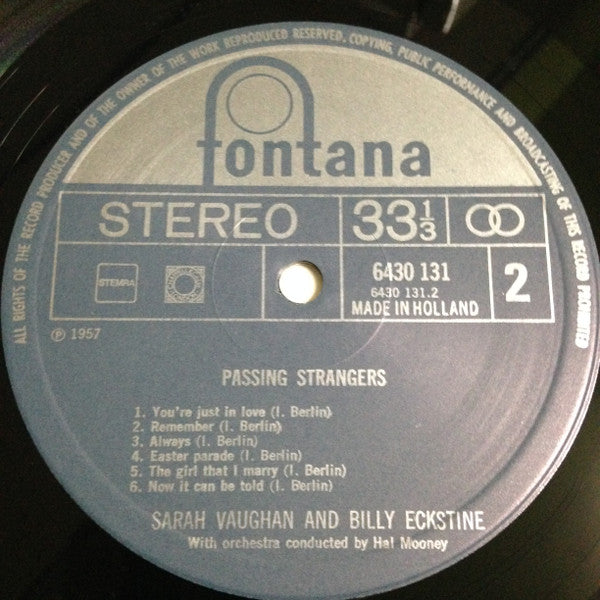 ALL RIGHTS OF THE RECORD PRODUCER AND OF THE OWNER OF THE WORK REPRODUCED RESERVED. COPYING, PUBLIC PERFORMANCE AND BROADCASTING OF THIS RECORD PROHIBITED
fontana
STEREO 33 1/3
STEMRA 6430 131 2
6430 131.2
MADE IN HOLLAND
℗ 1957
PASSING STRANGERS
1. You're just in love (I. Berlin)
2. Remember (I. Berlin)
3. Always (I. Berlin)
4. Easter parade (I. Berlin)
5. The girl that I marry (I. Berlin)
6. Now it can be told (I. Berlin)
SARAH VAUGHAN AND BILLY ECKSTINE
With orchestra conducted by Hal Mooney